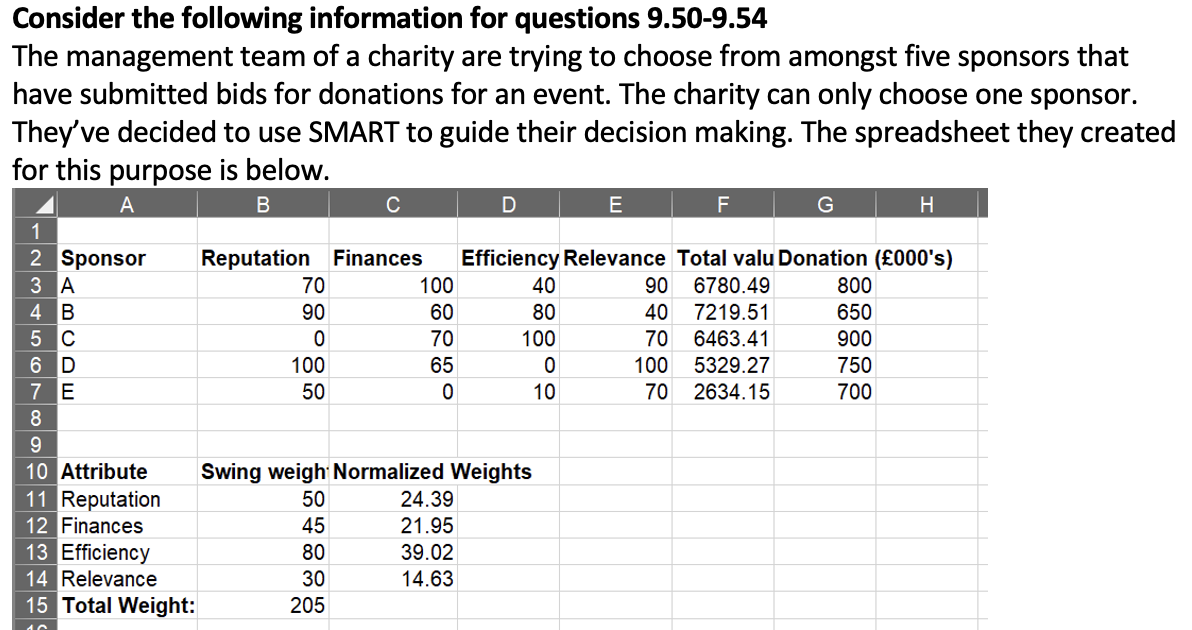 Consider the following information for questions 9.50-9.54
The management team of a charity are trying to choose from amongst five sponsors that
have submitted bids for donations for an event. The charity can only choose one sponsor.
They've decided to use SMART to guide their decision making. The spreadsheet they created
for this purpose is below.
A B C D E F G H
1
2 Sponsor Reputation Finances Efficiency Relevance Total valu Donation (£000's)
3 A 70 100 40 90 6780.49 800
4 B 90 60 80 40 7219.51 650
5 C 0 70 100 70 6463.41 900
6 D 100 65 0 100 5329.27 750
7 E 50 0 10 70 2634.15 700
8
9
10 Attribute Swing weigh Normalized Weights
11 Reputation 50 24.39
12 Finances 45 21.95
13 Efficiency 80 39.02
14 Relevance 30 14.63
15 Total Weight: 205